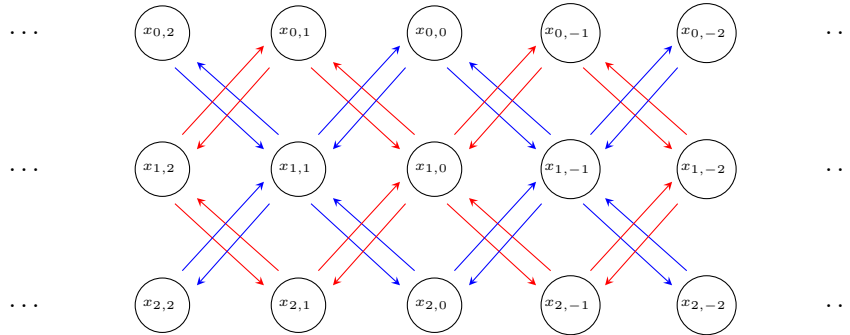 … x_{0,2} x_{0,1} x_{0,0} x_{0,-1} x_{0,-2} …
… x_{1,2} x_{1,1} x_{1,0} x_{1,-1} x_{1,-2} …
… x_{2,2} x_{2,1} x_{2,0} x_{2,-1} x_{2,-2} …